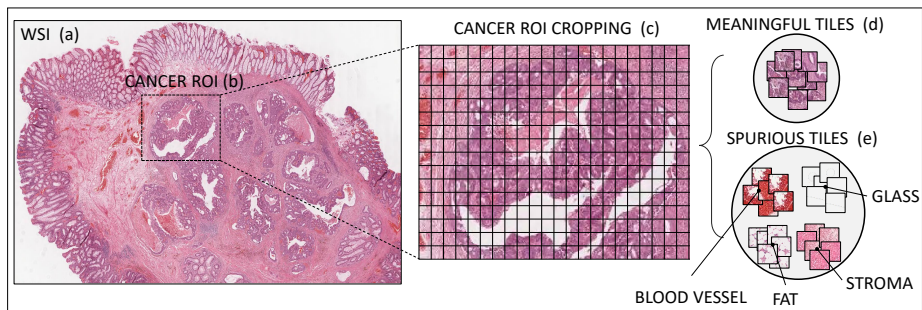 WSI (a)
CANCER ROI (b)
CANCER ROI CROPPING (c)
MEANINGFUL TILES (d)
SPURIOUS TILES (e)
GLASS
STROMA
FAT
BLOOD VESSEL